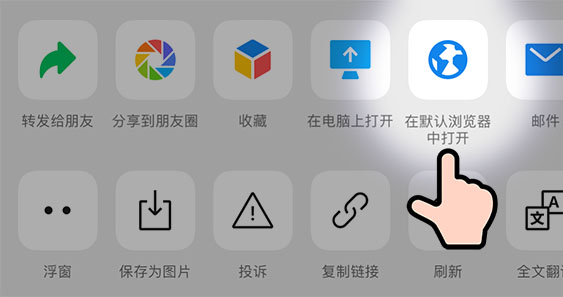 转发给朋友
分享到朋友圈
收藏
在电脑上打开
在默认浏览器
中打开
邮件
浮窗
保存为图片
投诉
复制链接
刷新
文 A
全文翻译